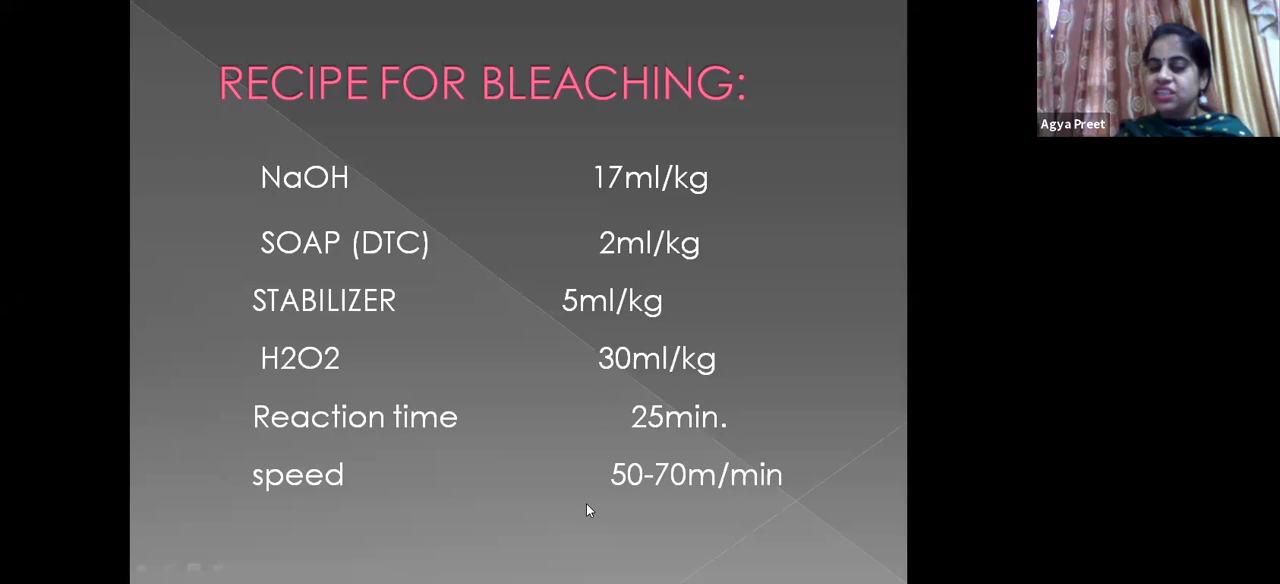 RECIPE FOR BLEACHING:
NaOH 17ml/kg
SOAP (DTC) 2ml/kg
STABILIZER 5ml/kg
H2O2 30ml/kg
Reaction time 25min.
speed 50-70m/min
Agya Preet